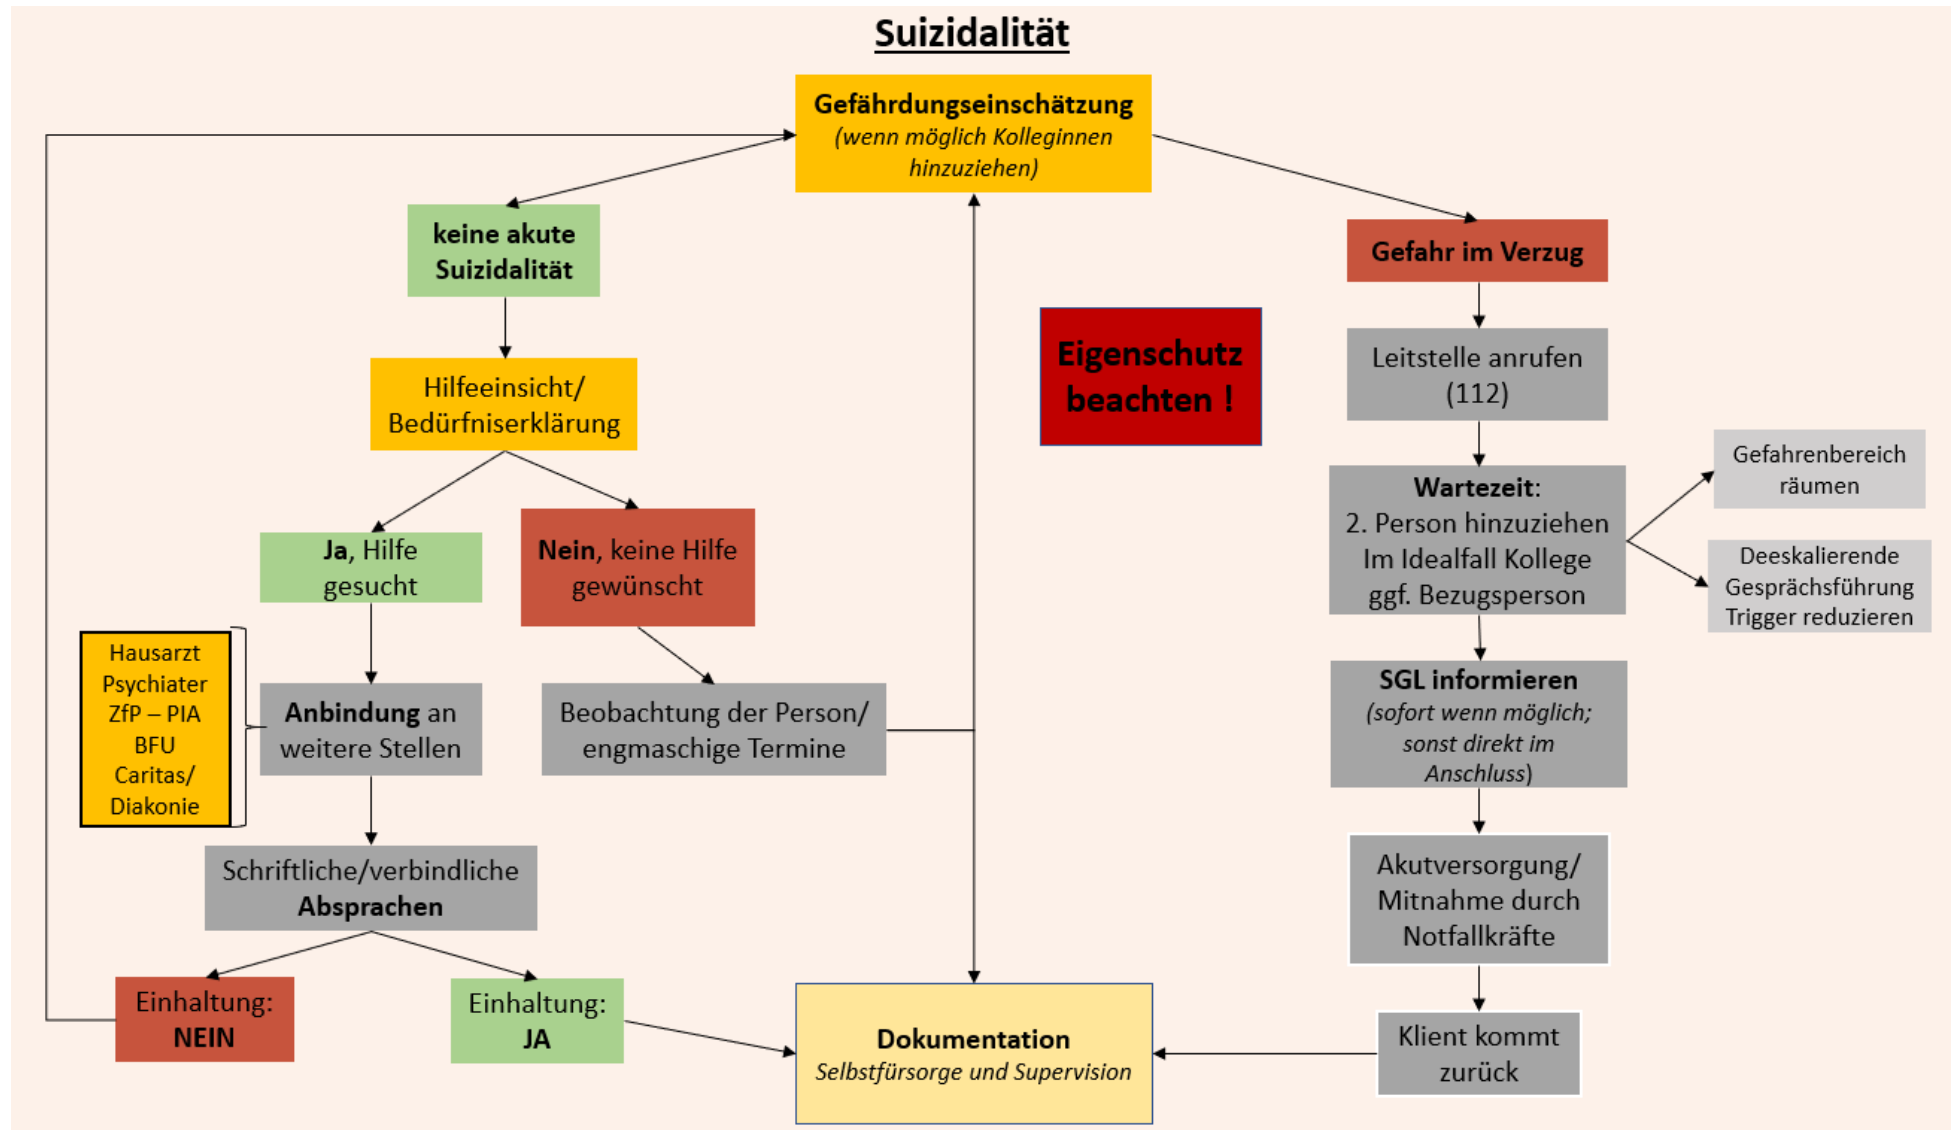 Suizidalität
Gefährdungseinschätzung
(wenn möglich Kolleginnen
hinzuziehen)
keine akute
Suizidalität
Gefahr im Verzug
Eigenschutz
beachten !
Leitstelle anrufen
(112)
Hilfeeinsicht/
Bedürfniserklärung
Gefahrenbereich
räumen
Wartezeit:
2. Person hinzuziehen
Im Idealfall Kollege
ggf. Bezugsperson
Deeskalierende
Gesprächsführung
Trigger reduzieren
Ja, Hilfe
gesucht
Nein, keine Hilfe
gewünscht
Hausarzt
Psychiater
ZfP – PIA
BFU
Caritas/
Diakonie
Anbindung an
weitere Stellen
Beobachtung der Person/
engmaschige Termine
SGL informieren
(sofort wenn möglich;
sonst direkt im
Anschluss)
Schriftliche/verbindliche
Absprachen
Akutversorgung/
Mitnahme durch
Notfallkräfte
Einhaltung:
NEIN
Einhaltung:
JA
Dokumentation
Selbstfürsorge und Supervision
Klient kommt
zurück